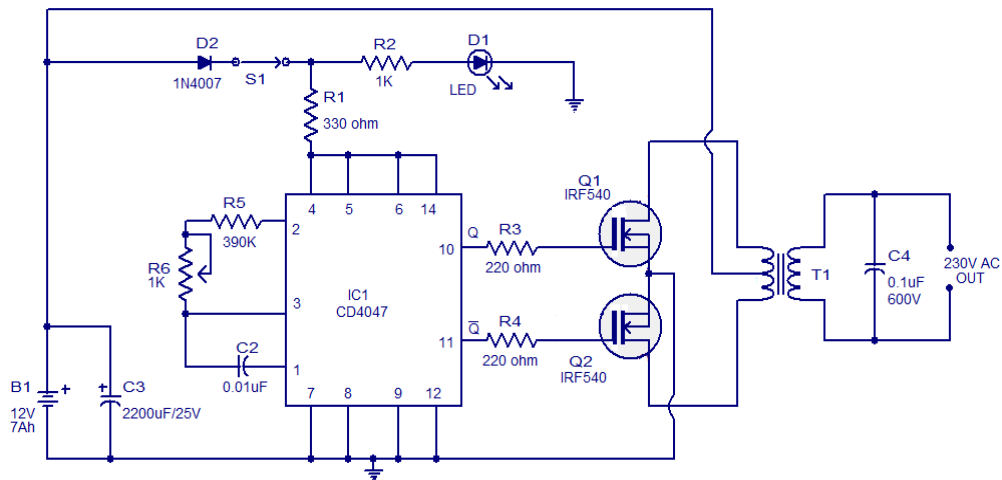 D2
1N4007
S1
R2
1K
D1
LED
R1
330 ohm
4 5 6 14
R5
390K
2
R6
1K
3
IC1
CD4047
C2
0.01uF
1
7 8 9 12
10
Q
R3
220 ohm
11
Q̅
R4
220 ohm
Q1
IRF540
Q2
IRF540
T1
C4
0.1uF
600V
230V AC
OUT
B1
+
12V
7Ah
+
C3
2200uF/25V